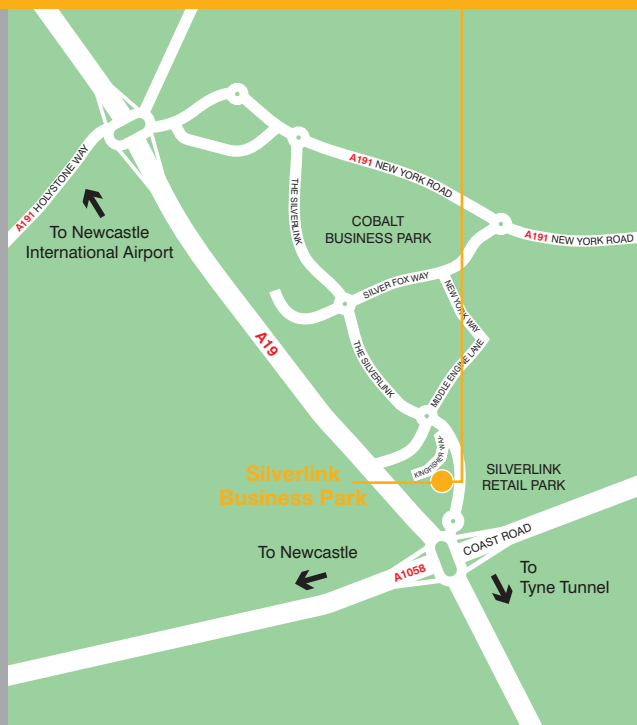 A191 HOLYSTONE WAY
To Newcastle
International Airport
THE SILVERLINK
A191 NEW YORK ROAD
COBALT
BUSINESS PARK
A191 NEW YORK ROAD
SILVER FOX WAY
NEW YORK WAY
A19
THE SILVERLINK
MIDDLE ENGINE LANE
KINGFISHER WAY
Silverlink
Business Park
SILVERLINK
RETAIL PARK
COAST ROAD
To Newcastle
A1058
To
Tyne Tunnel